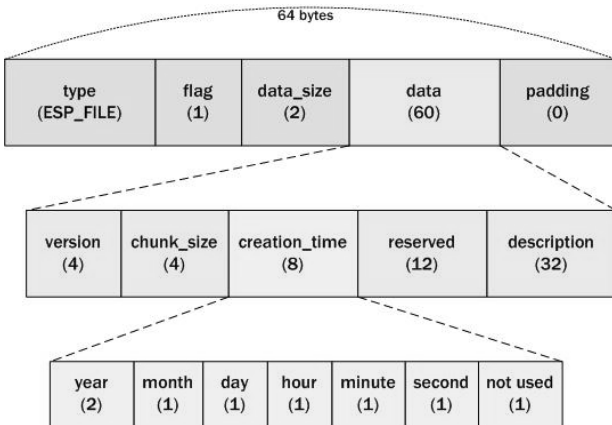 64 bytes
type flag data_size data padding
(ESP_FILE) (1) (2) (60) (0)
version chunk_size creation_time reserved description
(4) (4) (8) (12) (32)
year month day hour minute second not used
(2) (1) (1) (1) (1) (1) (1)